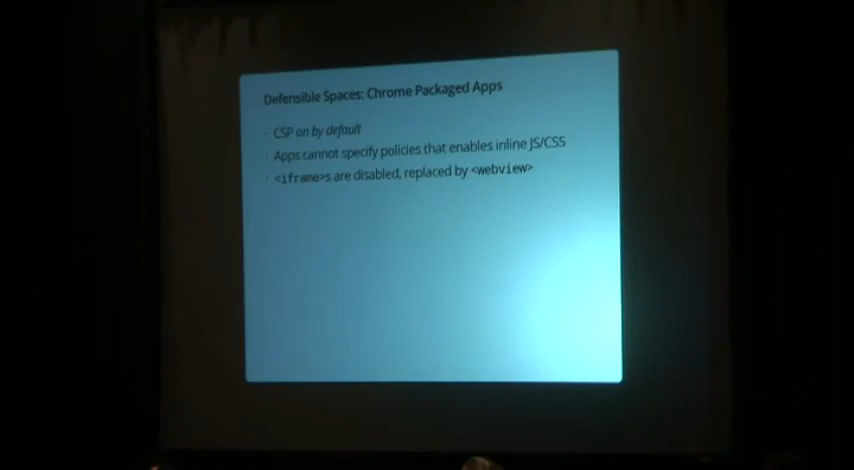 Defensible Spaces: Chrome Packaged Apps
· CSP on by default
· Apps cannot specify policies that enables inline JS/CSS
· <iframe>s are disabled, replaced by <webview>